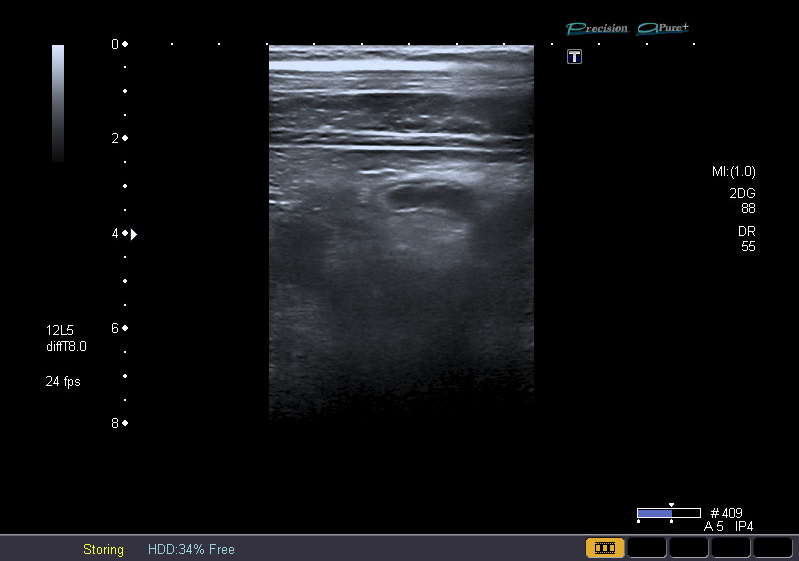 Precision aPure+
T
0
2
4
6
8
MI:(1.0)
2DG
88
DR
55
12L5
diffT8.0
24 fps
#409
A 5 IP4
Storing HDD:34% Free